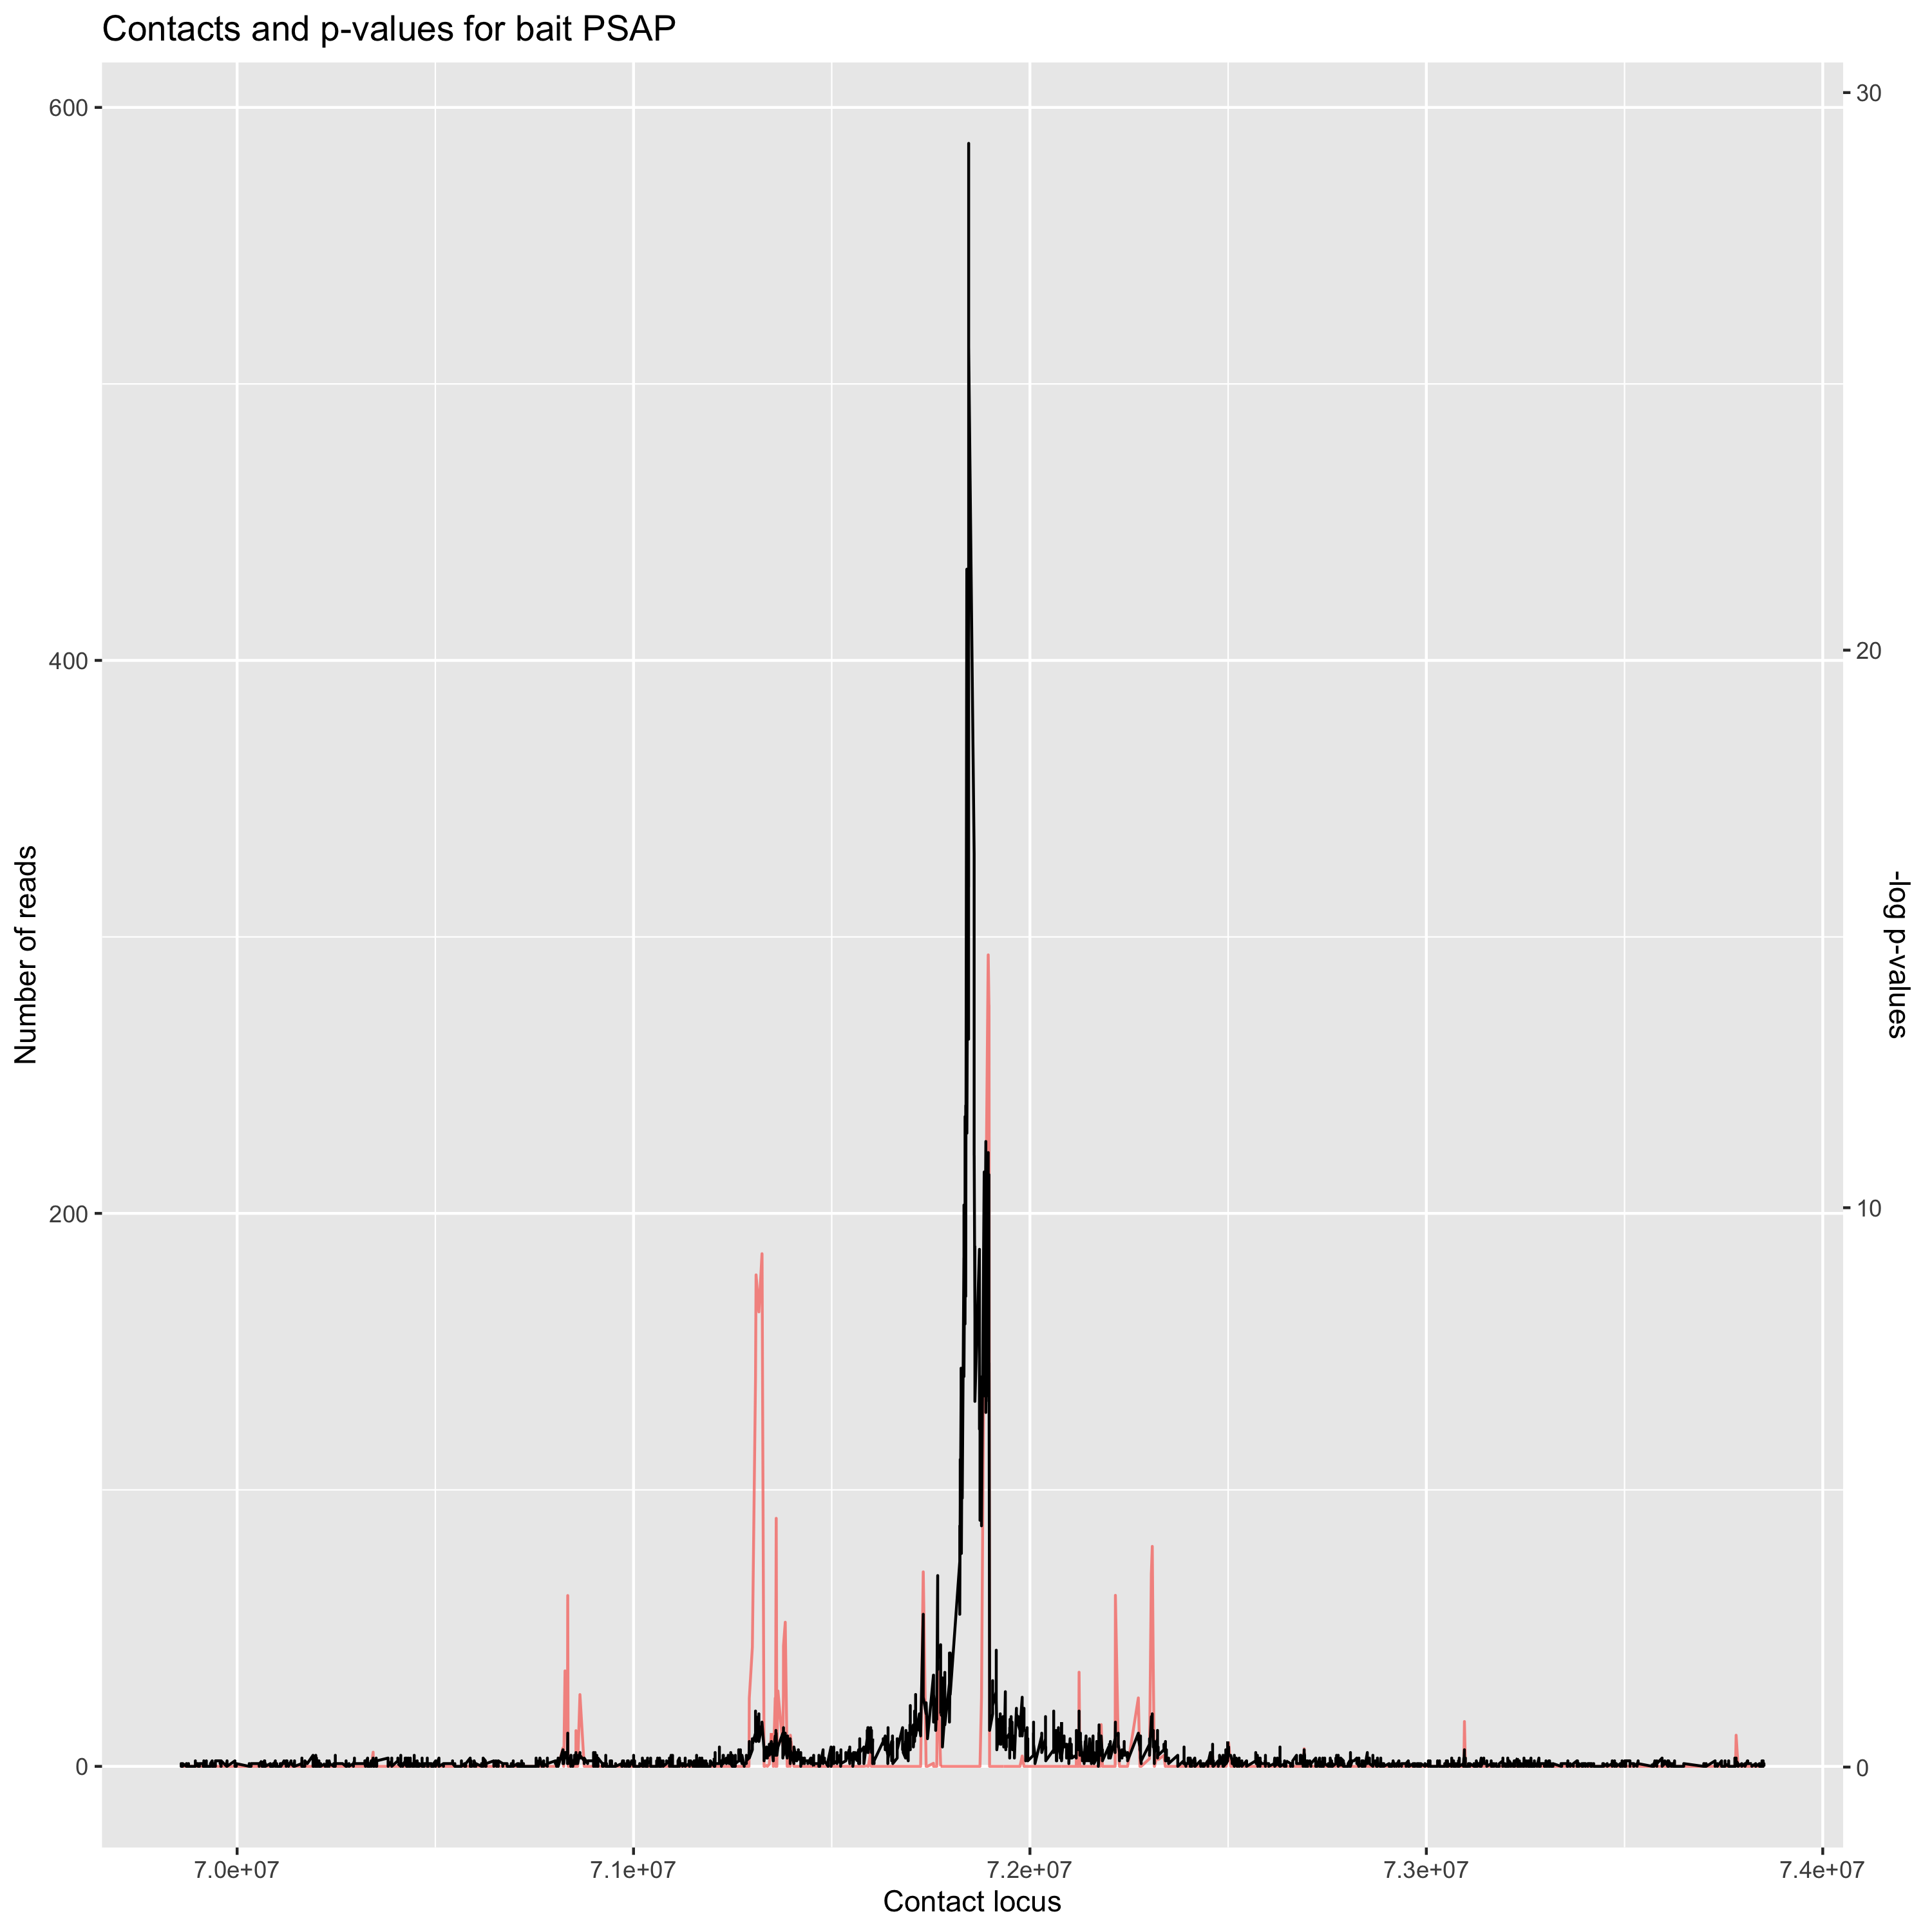 Contacts and p-values for bait PSAP
600
400
200
0
Number of reads
30
20
10
0
-log p-values
7.0e+07
7.1e+07
7.2e+07
7.3e+07
7.4e+07
Contact locus